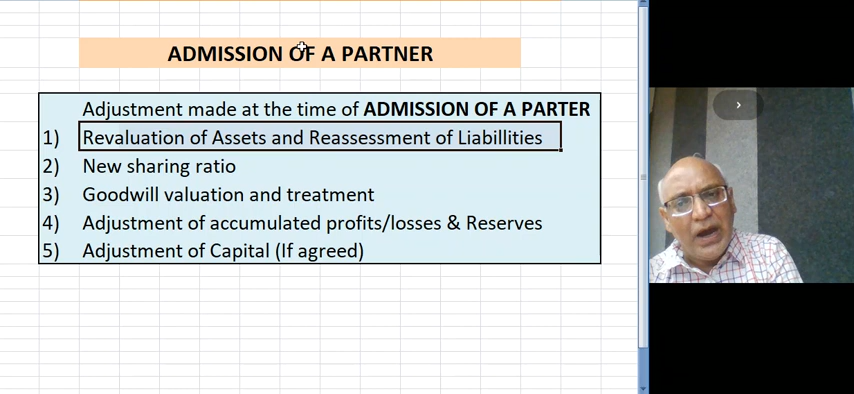 ADMISSION OF A PARTNER
Adjustment made at the time of ADMISSION OF A PARTER
1) Revaluation of Assets and Reassessment of Liabillities
2) New sharing ratio
3) Goodwill valuation and treatment
4) Adjustment of accumulated profits/losses & Reserves
5) Adjustment of Capital (If agreed)